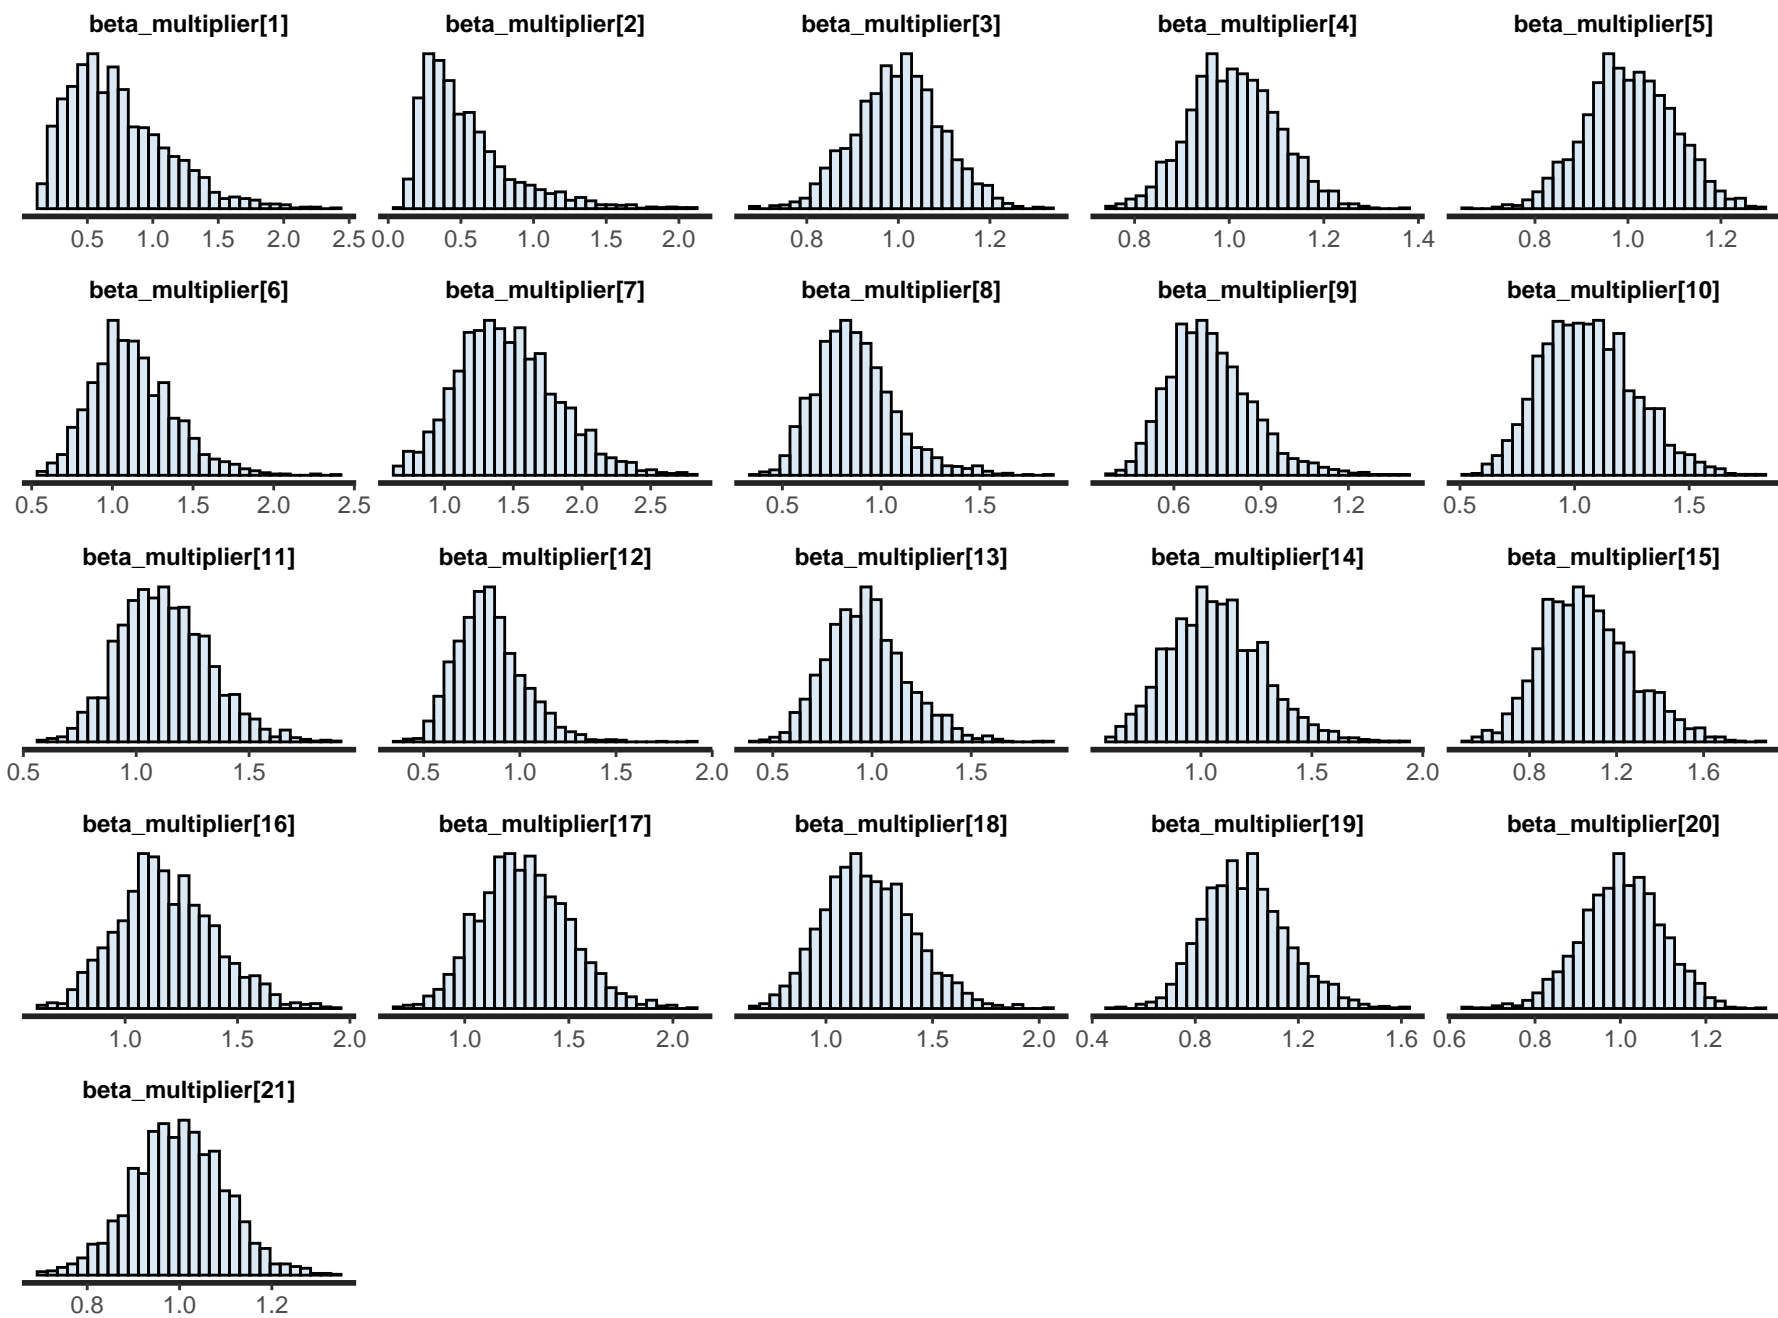 beta_multiplier[1] beta_multiplier[2] beta_multiplier[3] beta_multiplier[4] beta_multiplier[5]
0.5 1.0 1.5 2.0 2.5 0.0 0.5 1.0 1.5 2.0 0.8 1.0 1.2 0.8 1.0 1.2 1.4 0.8 1.0 1.2
beta_multiplier[6] beta_multiplier[7] beta_multiplier[8] beta_multiplier[9] beta_multiplier[10]
0.5 1.0 1.5 2.0 2.5 1.0 1.5 2.0 2.5 0.5 1.0 1.5 0.6 0.9 1.2 0.5 1.0 1.5
beta_multiplier[11] beta_multiplier[12] beta_multiplier[13] beta_multiplier[14] beta_multiplier[15]
0.5 1.0 1.5 0.5 1.0 1.5 2.0 0.5 1.0 1.5 1.0 1.5 2.0 0.8 1.2 1.6
beta_multiplier[16] beta_multiplier[17] beta_multiplier[18] beta_multiplier[19] beta_multiplier[20]
1.0 1.5 2.0 1.0 1.5 2.0 1.0 1.5 2.0 0.4 0.8 1.2 1.6 0.6 0.8 1.0 1.2
beta_multiplier[21]
0.8 1.0 1.2